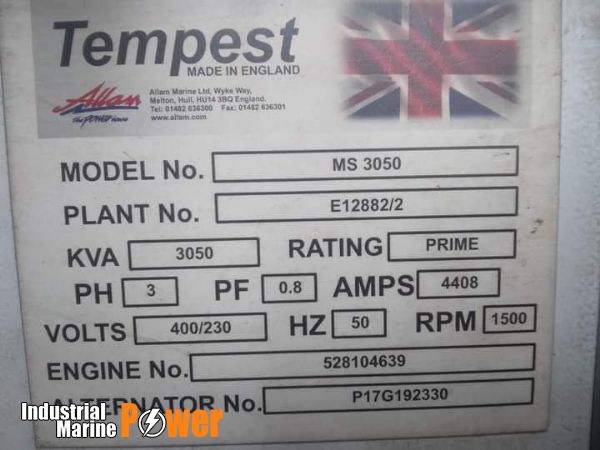 Tempest
MADE IN ENGLAND
Allam
the power house
Allam Marine Ltd, Wyke Way,
Melton, Hull. HU14 3BQ England.
Tel: 01482 636300 Fax: 01482 636301
www.allam.com
MODEL No. MS 3050
PLANT No. E12882/2
KVA 3050 RATING PRIME
PH 3 PF 0.8 AMPS 4408
VOLTS 400/230 HZ 50 RPM 1500
ENGINE No. 528104639
ALTERNATOR No. P17G192330
Industrial
Marine Power